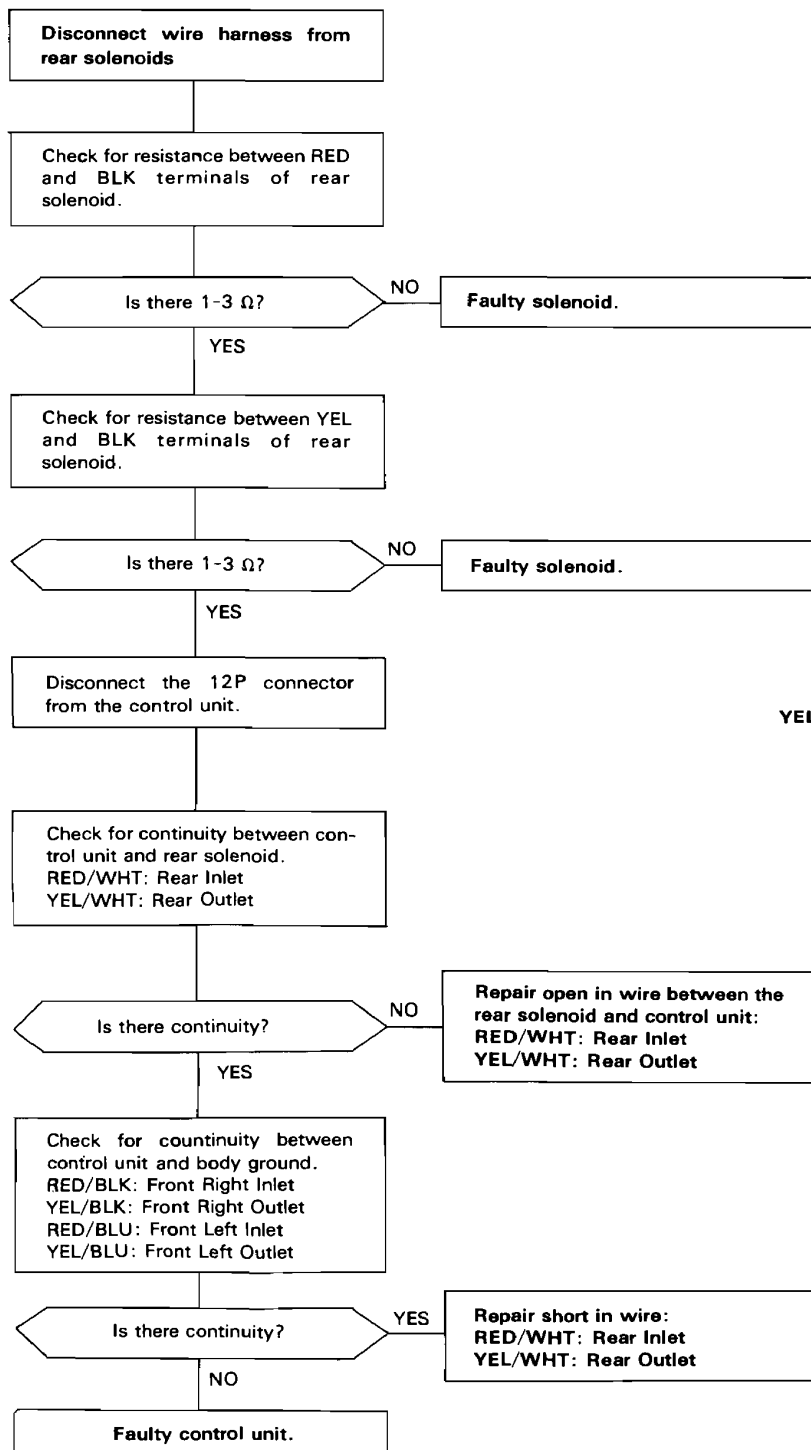 Disconnect wire harness from
rear solenoids
Check for resistance between RED
and BLK terminals of rear
solenoid.
Is there 1-3 Ω?
NO
Faulty solenoid.
YES
Check for resistance between YEL
and BLK terminals of rear
solenoid.
Is there 1-3 Ω?
NO
Faulty solenoid.
YES
Disconnect the 12P connector
from the control unit.
YEL
Check for continuity between con-
trol unit and rear solenoid.
RED/WHT: Rear Inlet
YEL/WHT: Rear Outlet
Is there continuity?
NO
Repair open in wire between the
rear solenoid and control unit:
RED/WHT: Rear Inlet
YEL/WHT: Rear Outlet
YES
Check for countinuity between
control unit and body ground.
RED/BLK: Front Right Inlet
YEL/BLK: Front Right Outlet
RED/BLU: Front Left Inlet
YEL/BLU: Front Left Outlet
Is there continuity?
YES
Repair short in wire:
RED/WHT: Rear Inlet
YEL/WHT: Rear Outlet
NO
Faulty control unit.